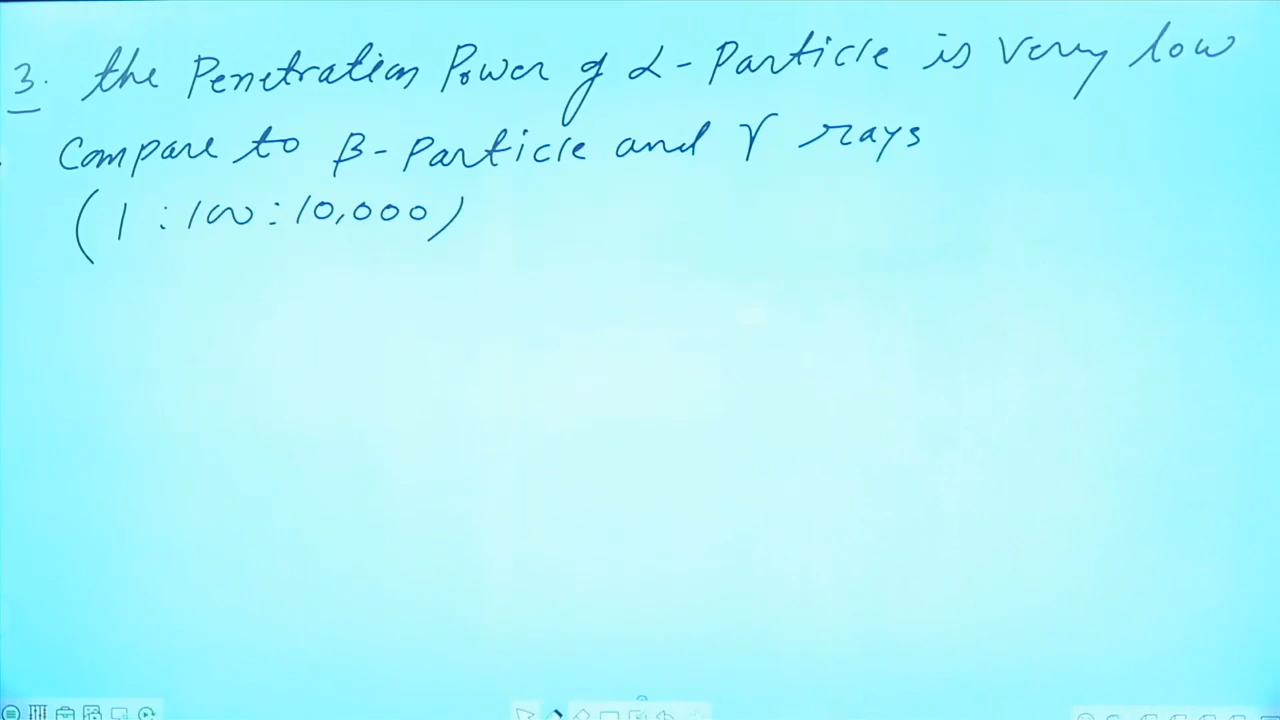 3. the Penetration Power of α-Particle is very low
compare to β-Particle and γ rays
(1 : 100 : 10,000)